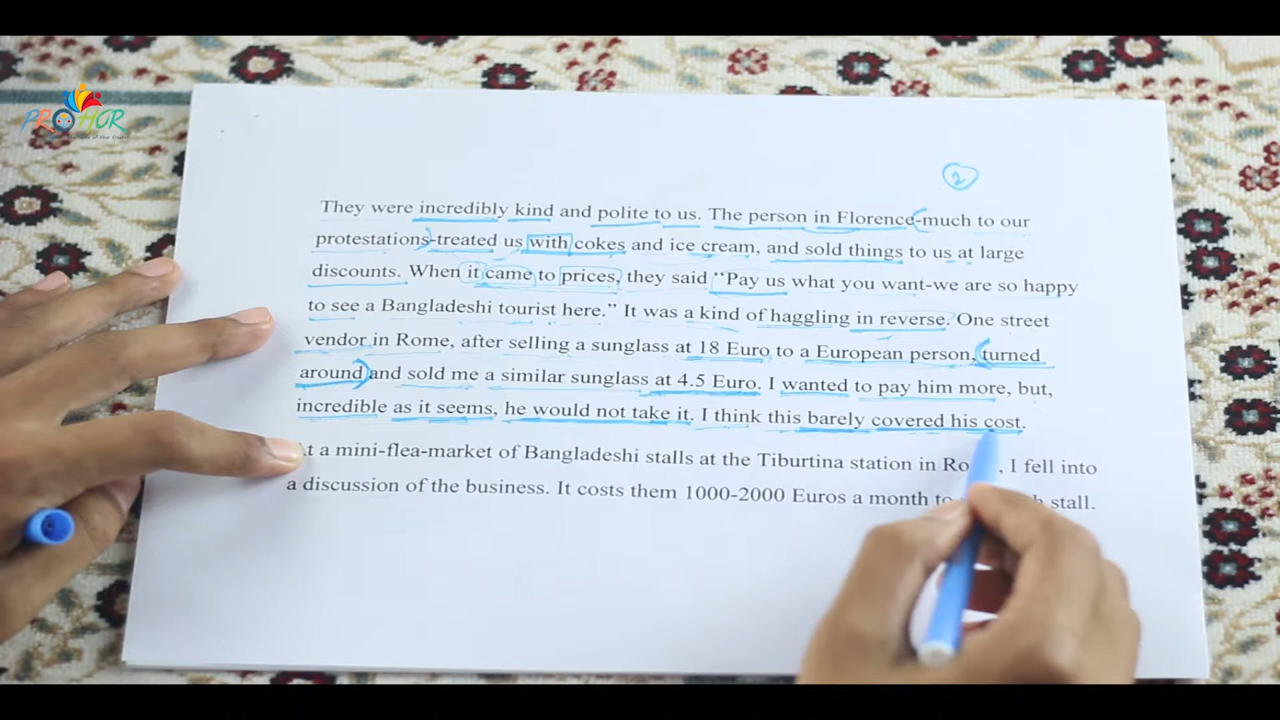 PROHOR
2
They were incredibly kind and polite to us. The person in Florence-much to our
protestations-treated us with cokes and ice cream, and sold things to us at large
discounts. When it came to prices, they said "Pay us what you want-we are so happy
to see a Bangladeshi tourist here." It was a kind of haggling in reverse. One street
vendor in Rome, after selling a sunglass at 18 Euro to a European person, turned
around and sold me a similar sunglass at 4.5 Euro. I wanted to pay him more, but,
incredible as it seems, he would not take it. I think this barely covered his cost.
a mini-flea-market of Bangladeshi stalls at the Tiburtina station in I fell into
a discussion of the business. It costs them 1000-2000 Euros a month stall.